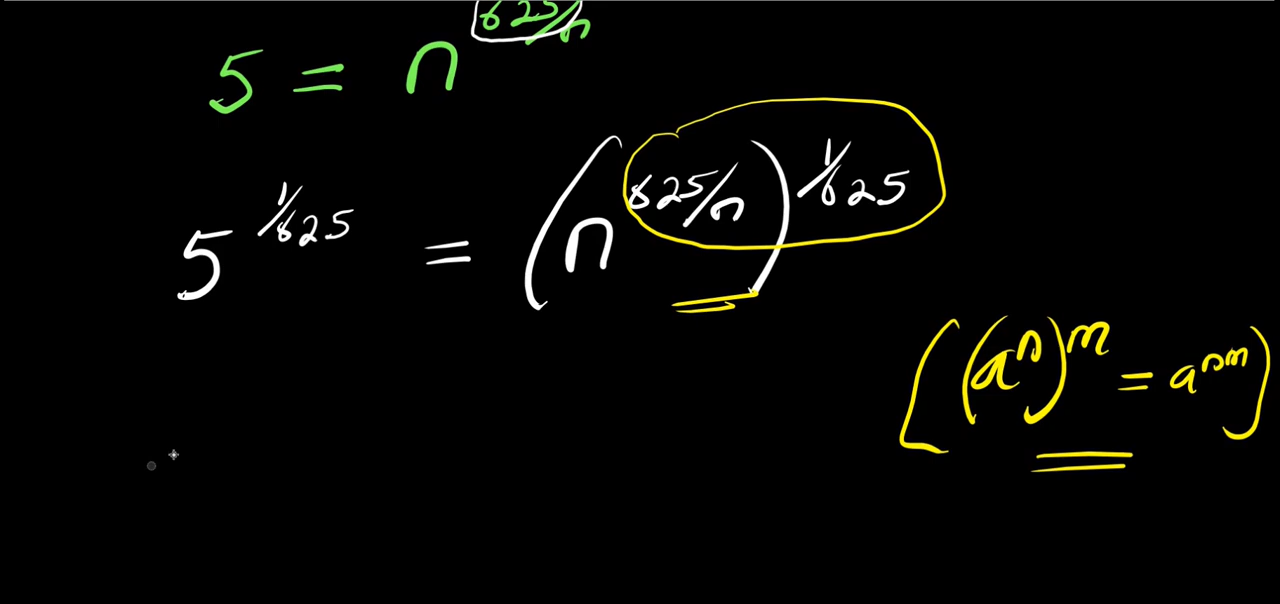 5 = n^(625/n)
5^(1/625) = (n^(625/n))^(1/625)
[(a^n)^m = a^(nm)]